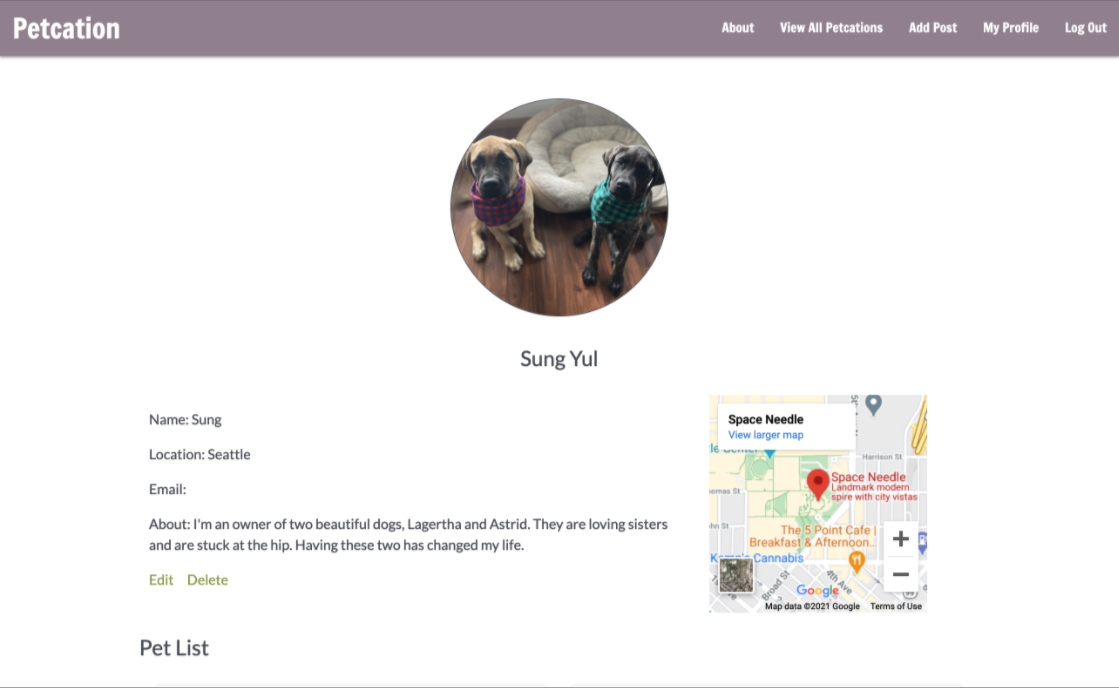 Petcation
About View All Petcations Add Post My Profile Log Out
Sung Yul
Name: Sung
Location: Seattle
Email:
About: I'm an owner of two beautiful dogs, Lagertha and Astrid. They are loving sisters
and are stuck at the hip. Having these two has changed my life.
Edit Delete
Space Needle
View larger map
Harrison St
Space Needle
Landmark modern
spire with city vistas
The 5 Point Cafe |
Breakfast & Afternoon...
Cannabis
Broad St
4th Ave
Google
Map data ©2021 Google Terms of Use
Pet List